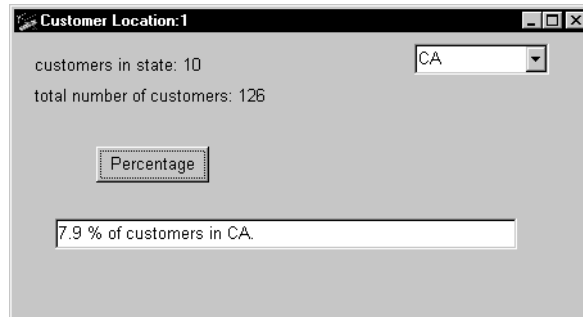 Customer Location:1
customers in state: 10
CA
total number of customers: 126
Percentage
7.9 % of customers in CA.